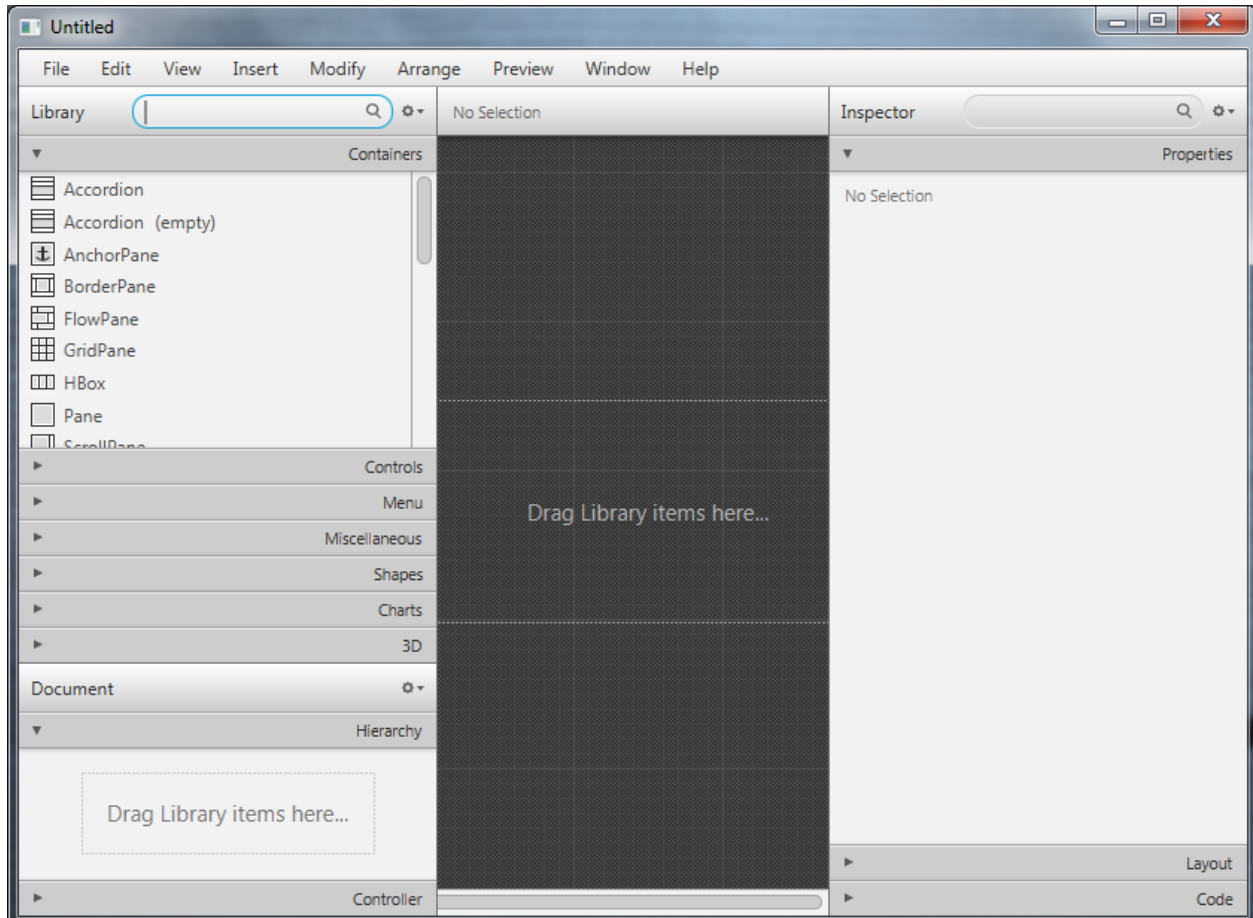 Untitled
File Edit View Insert Modify Arrange Preview Window Help
Library
Containers
Accordion
Accordion (empty)
AnchorPane
BorderPane
FlowPane
GridPane
HBox
Pane
ScrollPane
Controls
Menu
Miscellaneous
Shapes
Charts
3D
Document
Hierarchy
Drag Library items here...
Controller
No Selection
Drag Library items here...
Inspector
Properties
No Selection
Layout
Code